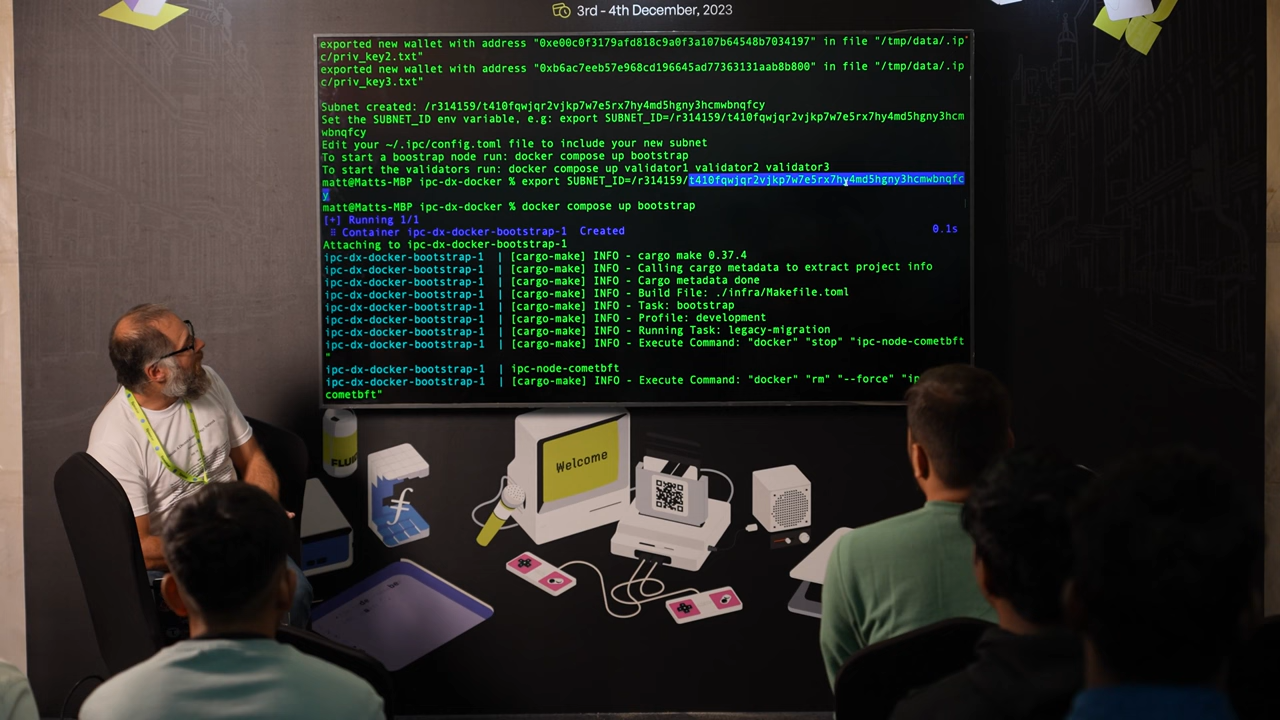 3rd - 4th December, 2023
exported new wallet with address "0xe00c0f3179afd818c9a0f3a107b64548b7034197" in file "/tmp/data/.ip
c/priv_key2.txt"
exported new wallet with address "0xb6ac7eeb57e968cd196645ad77363131aab8b800" in file "/tmp/data/.ip
c/priv_key3.txt"
Subnet created: /r314159/t410fqwjqr2vjkp7w7e5rx7hy4md5hgny3hcmwbnqfcy
Set the SUBNET_ID env variable, e.g: export SUBNET_ID=/r314159/t410fqwjqr2vjkp7w7e5rx7hy4md5hgny3hcm
wbnqfcy
Edit your ~/.ipc/config.toml file to include your new subnet
To start a boostrap node run: docker compose up bootstrap
To start the validators run: docker compose up validator1 validator2 validator3
matt@Matts-MBP ipc-dx-docker % export SUBNET_ID=/r314159/t410fqwjqr2vjkp7w7e5rx7hy4md5hgny3hcmwbnqfc
y
matt@Matts-MBP ipc-dx-docker % docker compose up bootstrap
[+] Running 1/1
⠿ Container ipc-dx-docker-bootstrap-1 Created 0.1s
Attaching to ipc-dx-docker-bootstrap-1
ipc-dx-docker-bootstrap-1 | [cargo-make] INFO - cargo make 0.37.4
ipc-dx-docker-bootstrap-1 | [cargo-make] INFO - Calling cargo metadata to extract project info
ipc-dx-docker-bootstrap-1 | [cargo-make] INFO - Cargo metadata done
ipc-dx-docker-bootstrap-1 | [cargo-make] INFO - Build File: ./infra/Makefile.toml
ipc-dx-docker-bootstrap-1 | [cargo-make] INFO - Task: bootstrap
ipc-dx-docker-bootstrap-1 | [cargo-make] INFO - Profile: development
ipc-dx-docker-bootstrap-1 | [cargo-make] INFO - Running Task: legacy-migration
ipc-dx-docker-bootstrap-1 | [cargo-make] INFO - Execute Command: "docker" "stop" "ipc-node-cometbft
"
ipc-dx-docker-bootstrap-1 | ipc-node-cometbft
ipc-dx-docker-bootstrap-1 | [cargo-make] INFO - Execute Command: "docker" "rm" "--force"
cometbft"
Welcome